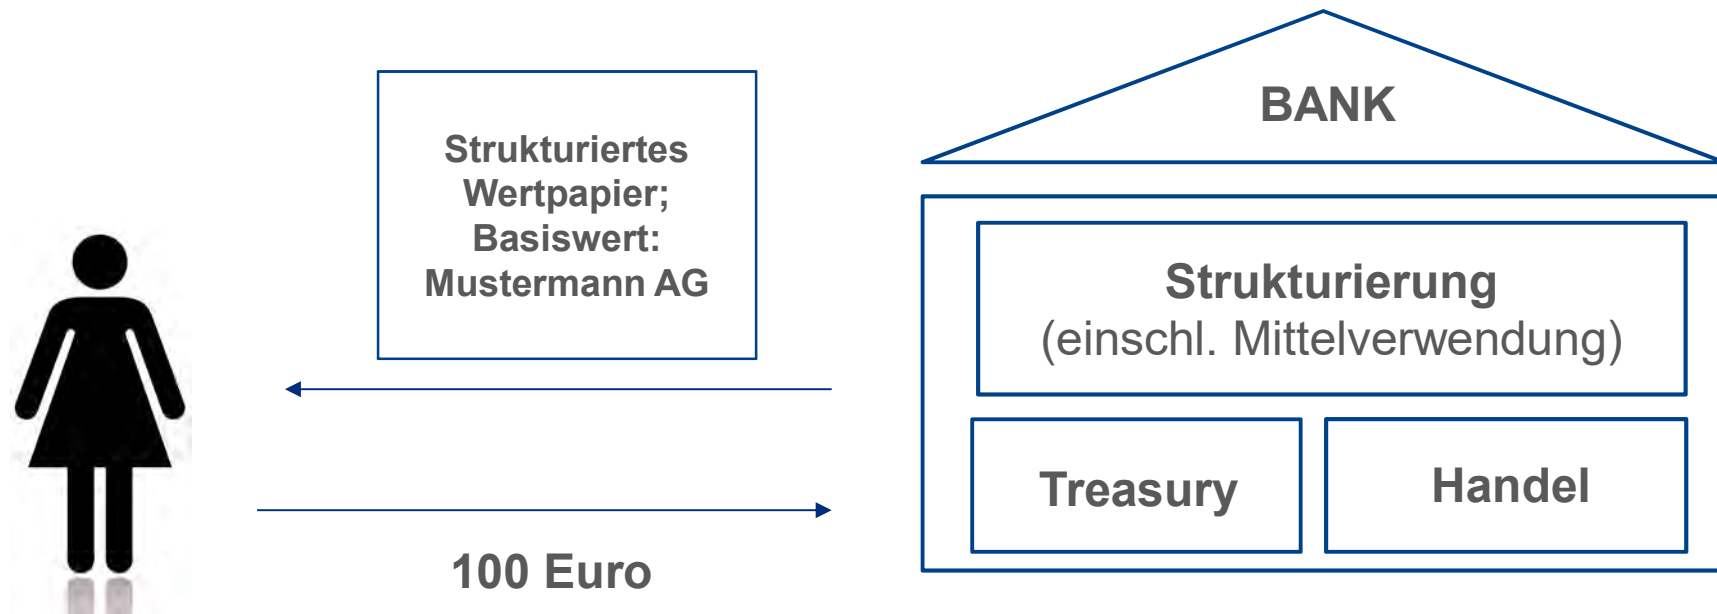 Strukturiertes
Wertpapier;
Basiswert:
Mustermann AG
100 Euro
BANK
Strukturierung
(einschl. Mittelverwendung)
Treasury
Handel